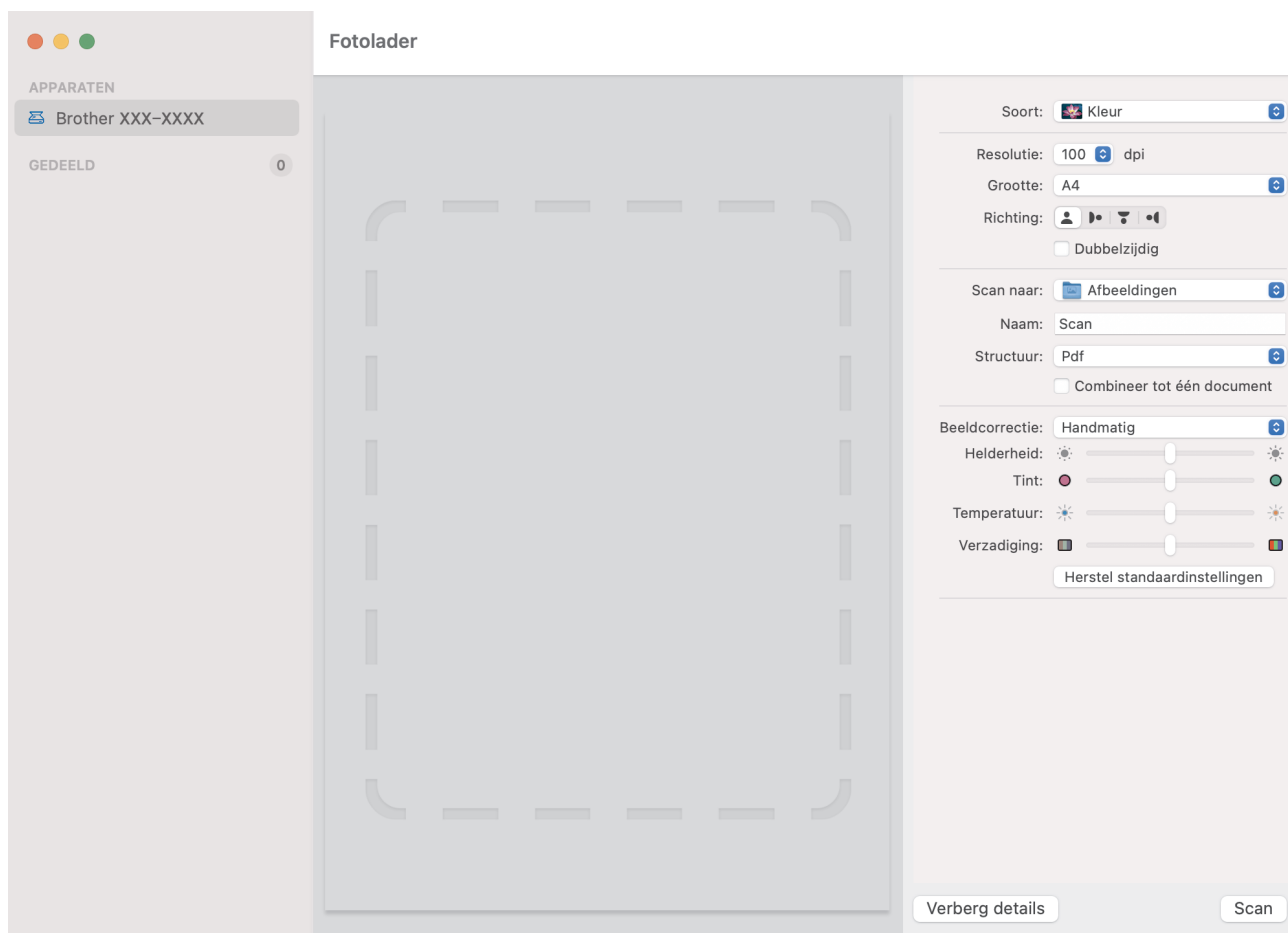 Fotolader
APPARATEN
Brother XXX-XXXX
GEDEELD 0
Soort: Kleur
Resolutie: 100 dpi
Grootte: A4
Richting:
Dubbelzijdig
Scan naar: Afbeeldingen
Naam: Scan
Structuur: Pdf
Combineer tot één document
Beeldcorrectie: Handmatig
Helderheid:
Tint:
Temperatuur:
Verzadiging:
Herstel standaardinstellingen
Verberg details Scan